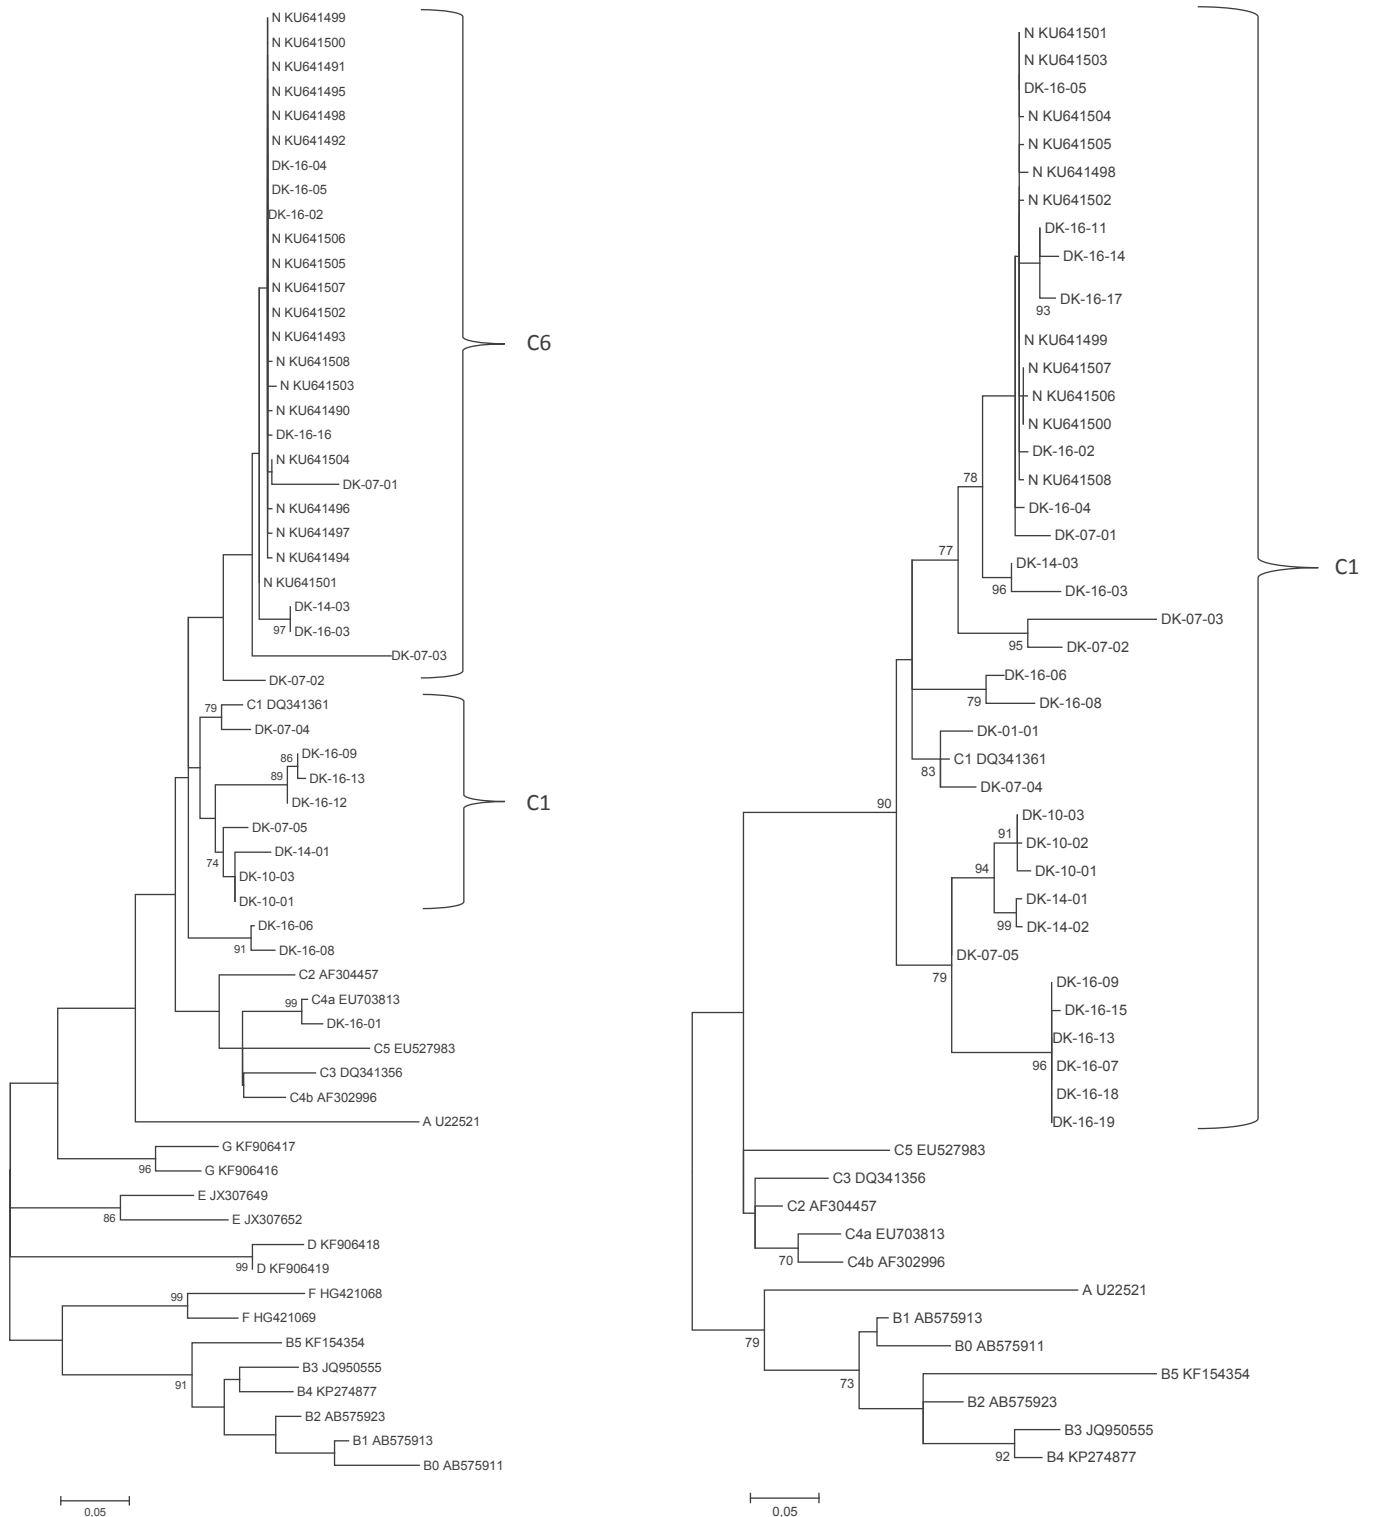 N KU641499
N KU641500
N KU641491
N KU641495
N KU641498
N KU641492
DK-16-04
DK-16-05
DK-16-02
N KU641506
N KU641505
N KU641507
N KU641502
N KU641493
N KU641508
N KU641503
N KU641490
DK-16-16
N KU641504
DK-07-01
N KU641496
N KU641497
N KU641494
N KU641501
DK-14-03
97
DK-16-03
DK-07-03
DK-07-02
C6
79
C1 DQ341361
DK-07-04
86
DK-16-09
89
DK-16-13
DK-16-12
DK-07-05
74
DK-14-01
DK-10-03
DK-10-01
C1
DK-16-06
91
DK-16-08
C2 AF304457
99
C4a EU703813
DK-16-01
C5 EU527983
C3 DQ341356
C4b AF302996
A U22521
G KF906417
96
G KF906416
E JX307649
86
E JX307652
D KF906418
99
D KF906419
99
F HG421068
F HG421069
B5 KF154354
91
B3 JQ950555
B4 KP274877
B2 AB575923
B1 AB575913
B0 AB575911
0,05
N KU641501
N KU641503
DK-16-05
N KU641504
N KU641505
N KU641498
N KU641502
DK-16-11
DK-16-14
DK-16-17
93
N KU641499
N KU641507
N KU641506
N KU641500
DK-16-02
78
N KU641508
DK-16-04
DK-07-01
77
DK-14-03
96
DK-16-03
DK-07-03
95
DK-07-02
DK-16-06
79
DK-16-08
DK-01-01
C1 DQ341361
83
DK-07-04
90
DK-10-03
91
DK-10-02
94
DK-10-01
DK-14-01
99
DK-14-02
DK-07-05
79
DK-16-09
DK-16-15
DK-16-13
96
DK-16-07
DK-16-18
DK-16-19
C1
C5 EU527983
C3 DQ341356
C2 AF304457
C4a EU703813
70
C4b AF302996
A U22521
79
B1 AB575913
B0 AB575911
73
B5 KF154354
B2 AB575923
B3 JQ950555
92
B4 KP274877
0,05